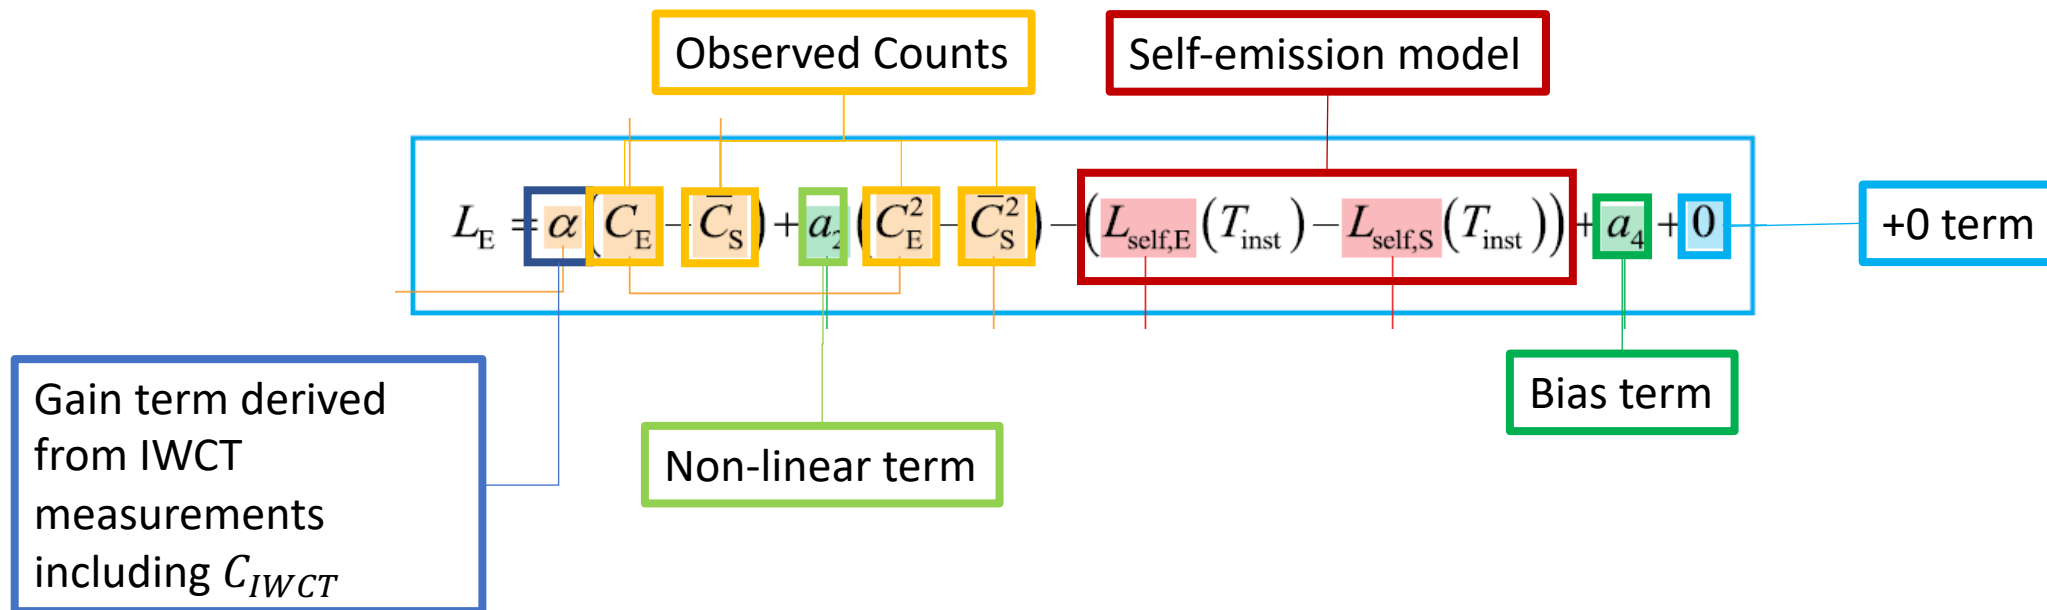 Observed Counts
Self-emission model
L_E = α(C_E − C̅_S) + a_2(C_E^2 − C̅_S^2) − (L_self,E(T_inst) − L_self,S(T_inst)) + a_4 + 0
+0 term
Gain term derived
from IWCT
measurements
including C_IWCT
Non-linear term
Bias term